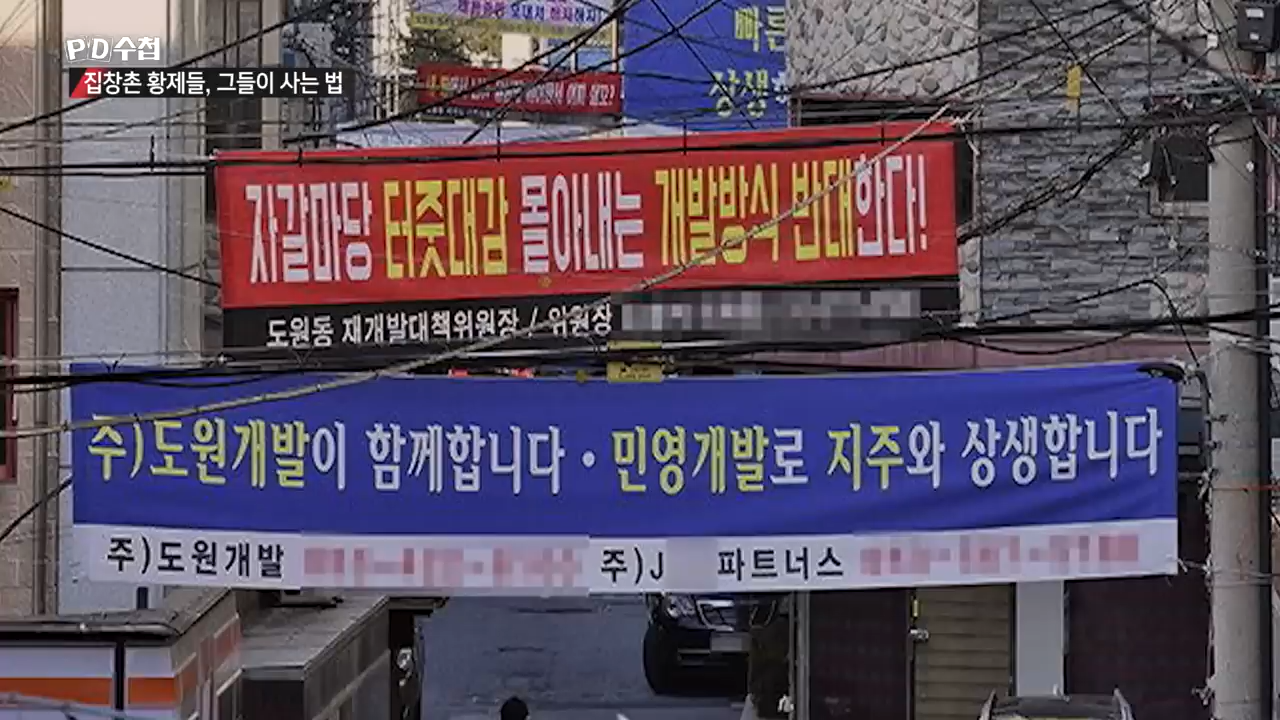 PD수첩
집창촌 황제들, 그들이 사는 법
빠른
상생
자갈마당 터줏대감 몰아내는 개발방식 반대한다!
도원동 재개발대책위원장 / 위원장
주)도원개발이 함께합니다·민영개발로 지주와 상생합니다
주)도원개발 주)J 파트너스